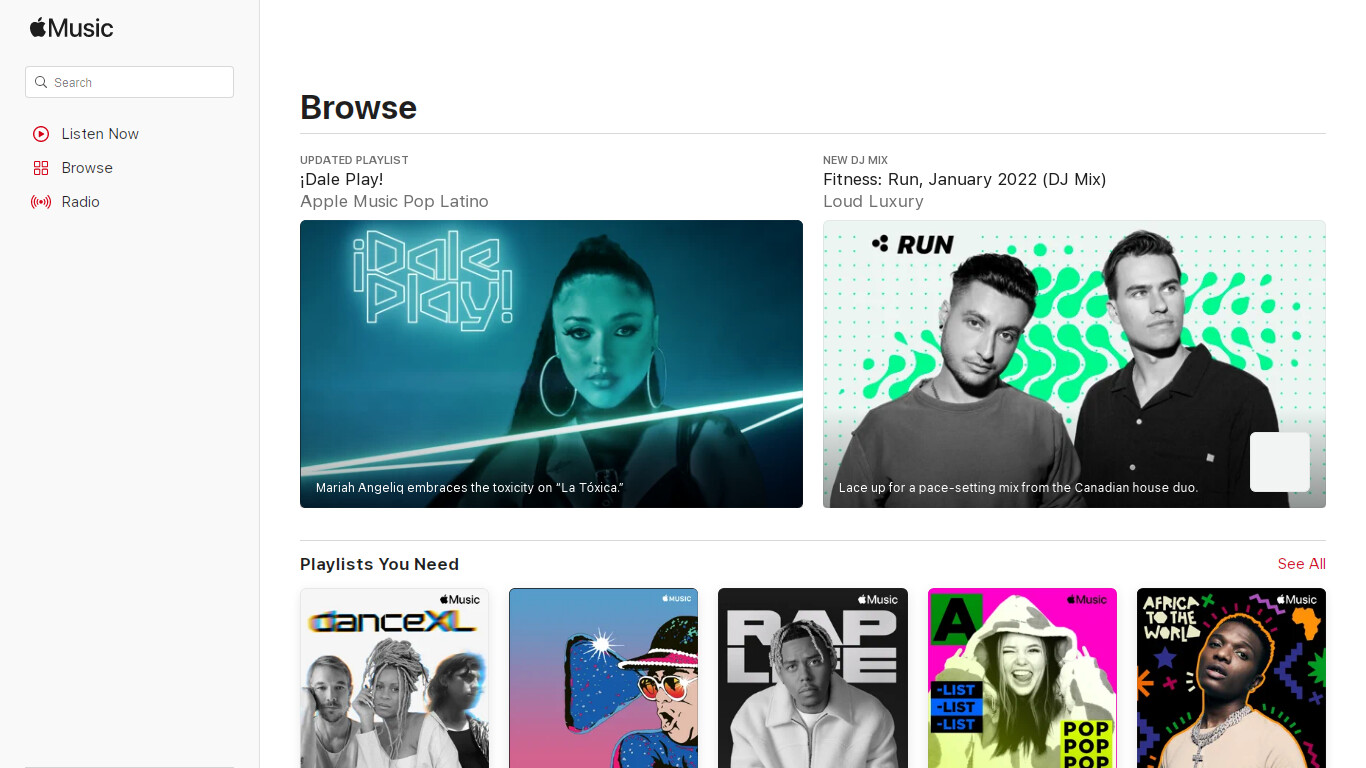 Music
Search
Listen Now
Browse
Radio
Browse
UPDATED PLAYLIST
¡Dale Play!
Apple Music Pop Latino
¡Dale
Play!
Mariah Angeliq embraces the toxicity on “La Tóxica.”
NEW DJ MIX
Fitness: Run, January 2022 (DJ Mix)
Loud Luxury
RUN
Lace up for a pace-setting mix from the Canadian house duo.
Playlists You Need
See All
Music
danceXL
Music
Music
RAP
LIFE
Music
A
-LIST
-LIST
-LIST
POP
POP
POP
Music
AFRICA
TO THE
WORLD